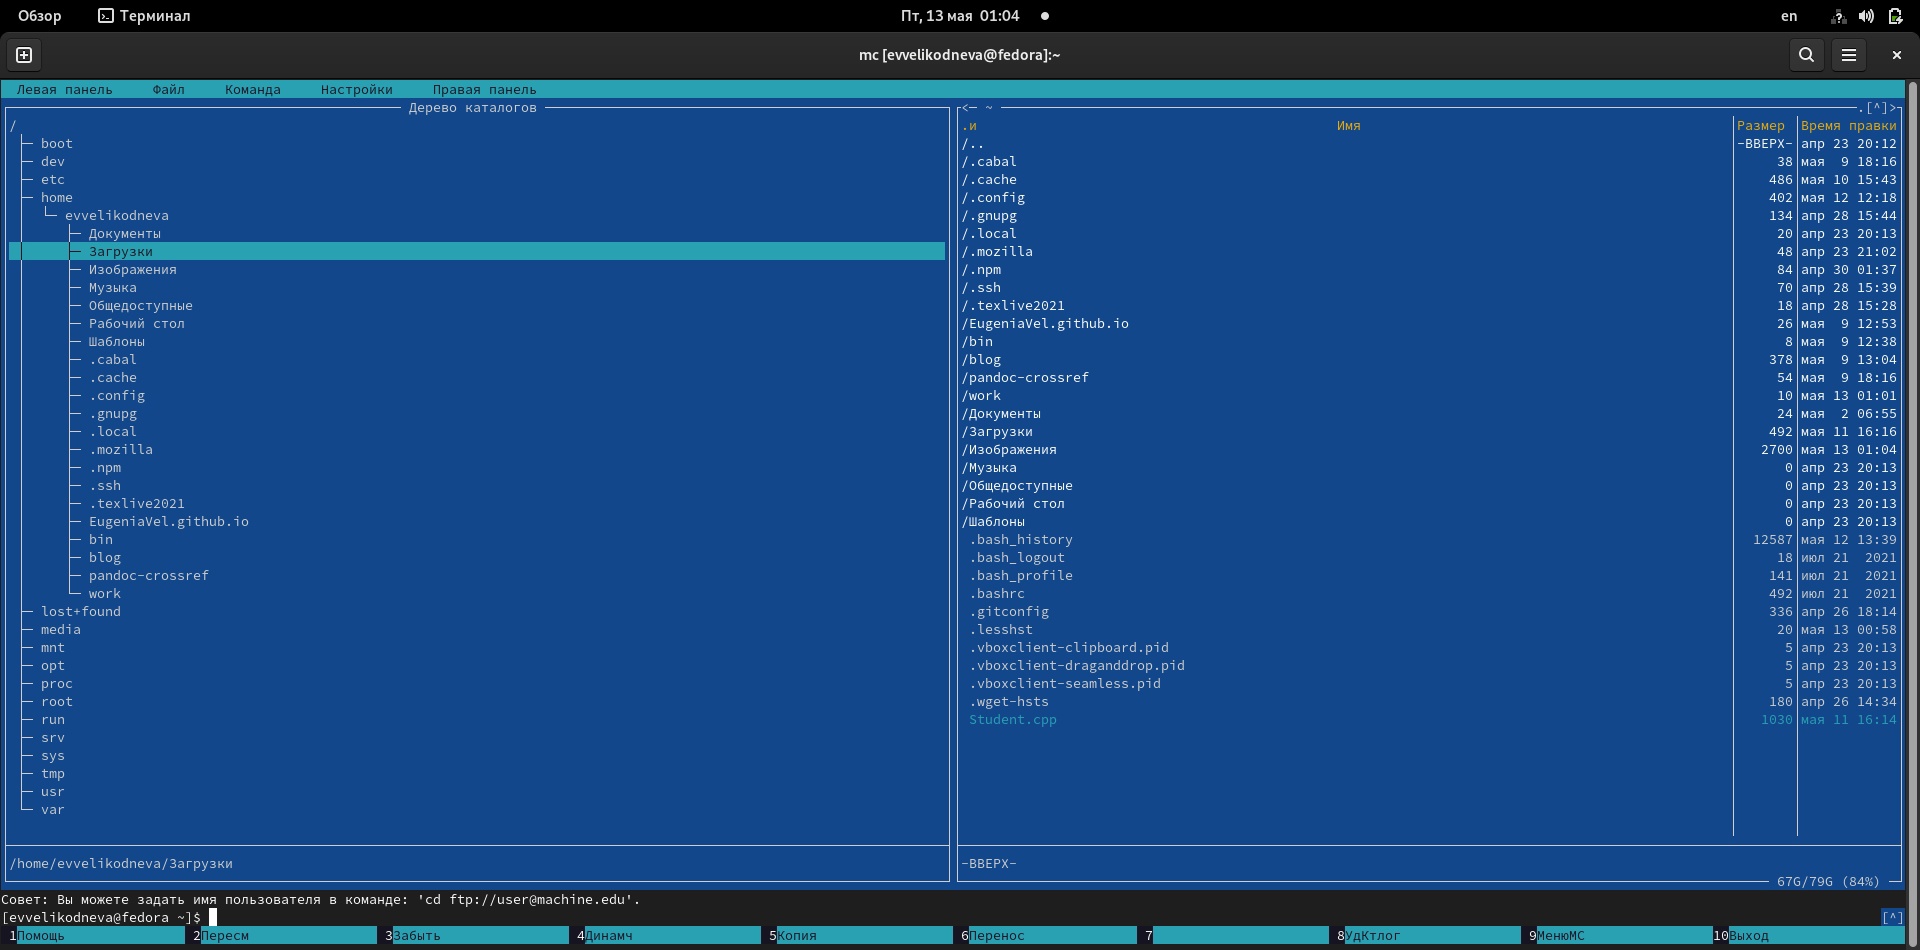 Обзор Терминал Пт, 13 мая 01:04 en
mc [evvelikodneva@fedora]:~
Левая панель Файл Команда Настройки Правая панель
Дерево каталогов
/
boot
dev
etc
home
evvelikodneva
Документы
Загрузки
Изображения
Музыка
Общедоступные
Рабочий стол
Шаблоны
.cabal
.cache
.config
.gnupg
.local
.mozilla
.npm
.ssh
.texlive2021
EugeniaVel.github.io
bin
blog
pandoc-crossref
work
lost+found
media
mnt
opt
proc
root
run
srv
sys
tmp
usr
var
/home/evvelikodneva/Загрузки
<─ ~ .[^]>
.и Имя Размер Время правки
/.. -ВВЕРХ- апр 23 20:12
/.cabal 38 мая 9 18:16
/.cache 486 мая 10 15:43
/.config 402 мая 12 12:18
/.gnupg 134 апр 28 15:44
/.local 20 апр 23 20:13
/.mozilla 48 апр 23 21:02
/.npm 84 апр 30 01:37
/.ssh 70 апр 28 15:39
/.texlive2021 18 апр 28 15:28
/EugeniaVel.github.io 26 мая 9 12:53
/bin 8 мая 9 12:38
/blog 378 мая 9 13:04
/pandoc-crossref 54 мая 9 18:16
/work 10 мая 13 01:01
/Документы 24 мая 2 06:55
/Загрузки 492 мая 11 16:16
/Изображения 2700 мая 13 01:04
/Музыка 0 апр 23 20:13
/Общедоступные 0 апр 23 20:13
/Рабочий стол 0 апр 23 20:13
/Шаблоны 0 апр 23 20:13
.bash_history 12587 мая 12 13:39
.bash_logout 18 июл 21 2021
.bash_profile 141 июл 21 2021
.bashrc 492 июл 21 2021
.gitconfig 336 апр 26 18:14
.lesshst 20 мая 13 00:58
.vboxclient-clipboard.pid 5 апр 23 20:13
.vboxclient-draganddrop.pid 5 апр 23 20:13
.vboxclient-seamless.pid 5 апр 23 20:13
.wget-hsts 180 апр 26 14:34
Student.cpp 1030 мая 11 16:14
-ВВЕРХ-
67G/79G (84%)
Совет: Вы можете задать имя пользователя в команде: 'cd ftp://user@machine.edu'.
[evvelikodneva@fedora ~]$ [^]
1Помощь 2Пересм 3Забыть 4Динамч 5Копия 6Перенос 7 8УдКтлог 9МенюМС 10Выход